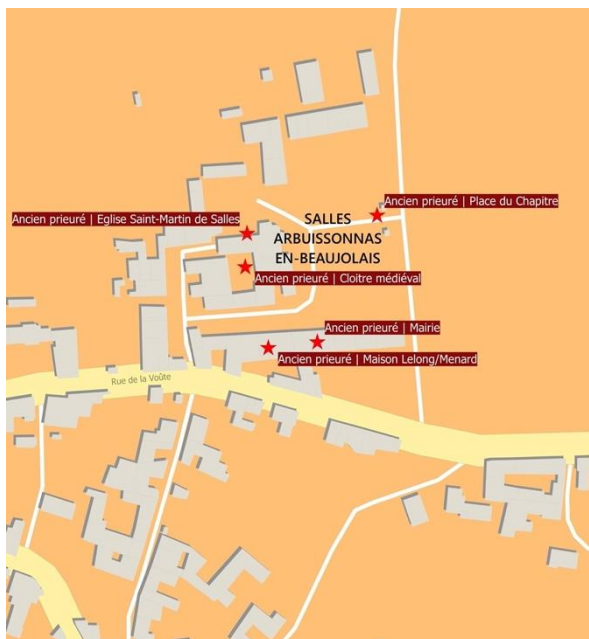 Ancien prieuré | Place du Chapitre
Ancien prieuré | Eglise Saint-Martin de Salles
SALLES
ARBUISSONNAS
EN-BEAUJOLAIS
Ancien prieuré | Cloitre médiéval
Ancien prieuré | Mairie
Ancien prieuré | Maison Lelong/Menard
Rue de la Voûte